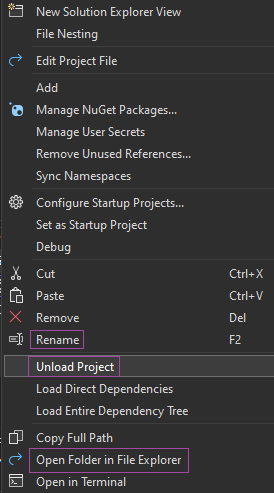 New Solution Explorer View
File Nesting
Edit Project File
Add
Manage NuGet Packages...
Manage User Secrets
Remove Unused References...
Sync Namespaces
Configure Startup Projects...
Set as Startup Project
Debug
Cut Ctrl+X
Paste Ctrl+V
Remove Del
Rename F2
Unload Project
Load Direct Dependencies
Load Entire Dependency Tree
Copy Full Path
Open Folder in File Explorer
Open in Terminal